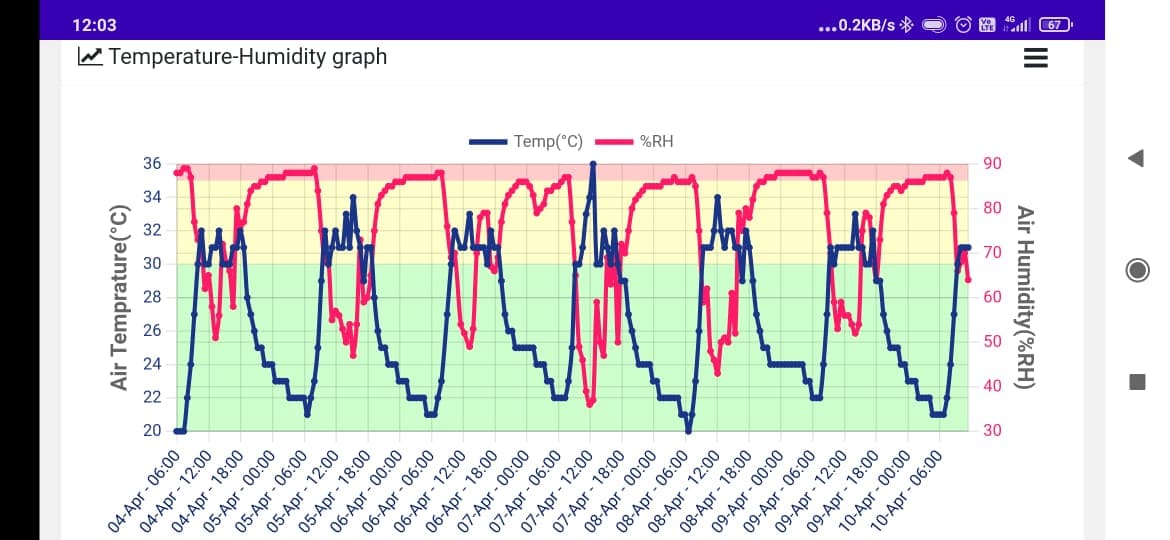 12:03
...0.2KB/s Vo LTE 4G 67
Temperature-Humidity graph
Temp(°C) %RH
36
34
32
30
28
26
24
22
20
Air Temprature(°C)
90
80
70
60
50
40
30
Air Humidity(%RH)
04-Apr - 06:00
04-Apr - 12:00
04-Apr - 18:00
05-Apr - 00:00
05-Apr - 06:00
05-Apr - 12:00
05-Apr - 18:00
06-Apr - 00:00
06-Apr - 06:00
06-Apr - 12:00
06-Apr - 18:00
07-Apr - 00:00
07-Apr - 06:00
07-Apr - 12:00
07-Apr - 18:00
08-Apr - 00:00
08-Apr - 06:00
08-Apr - 12:00
08-Apr - 18:00
09-Apr - 00:00
09-Apr - 06:00
09-Apr - 12:00
09-Apr - 18:00
10-Apr - 00:00
10-Apr - 06:00